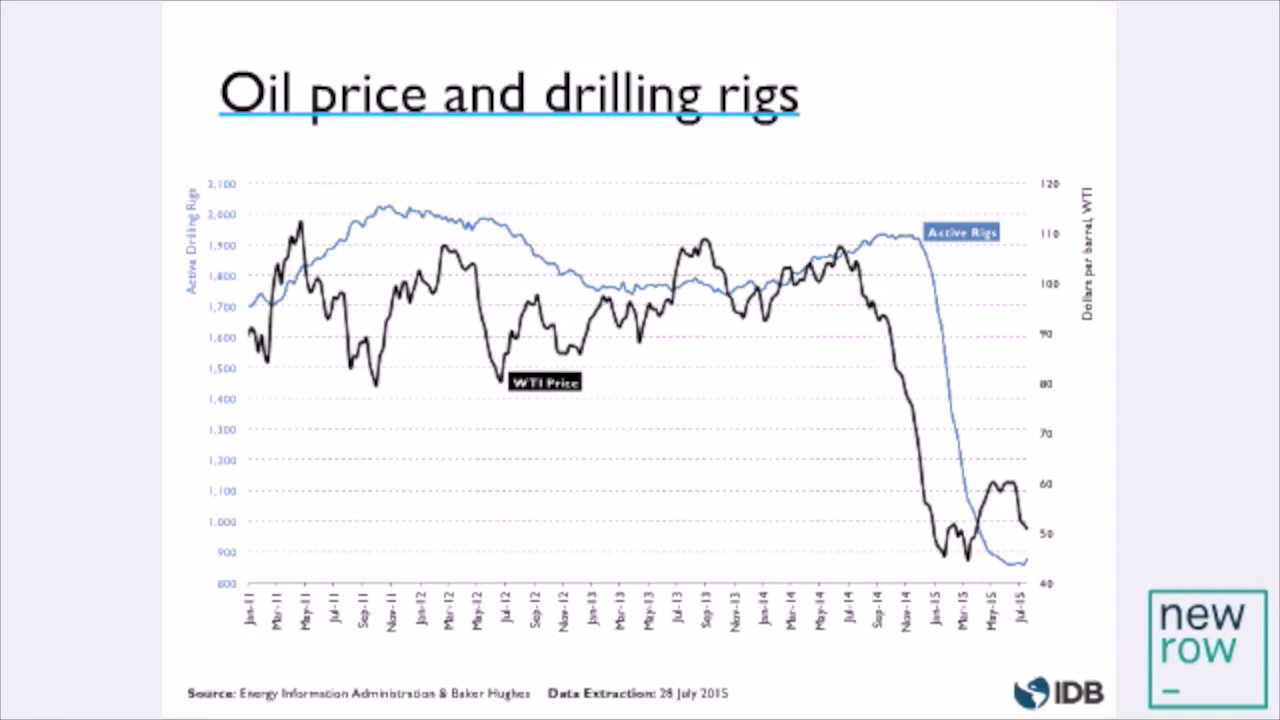 Oil price and drilling rigs
Active Drilling Rigs
2,100
2,000
1,900
1,800
1,700
1,600
1,500
1,400
1,300
1,200
1,100
1,000
900
800
120
110
100
90
80
70
60
50
40
Dollars per barrel, WTI
Active Rigs
WTI Price
Jan-11
Mar-11
May-11
Jul-11
Sep-11
Nov-11
Jan-12
Mar-12
May-12
Jul-12
Sep-12
Nov-12
Jan-13
Mar-13
May-13
Jul-13
Sep-13
Nov-13
Jan-14
Mar-14
May-14
Jul-14
Sep-14
Nov-14
Jan-15
Mar-15
May-15
Jul-15
Source: Energy Information Administration & Baker Hughes Data Extraction: 28 July 2015
IDB
new
row